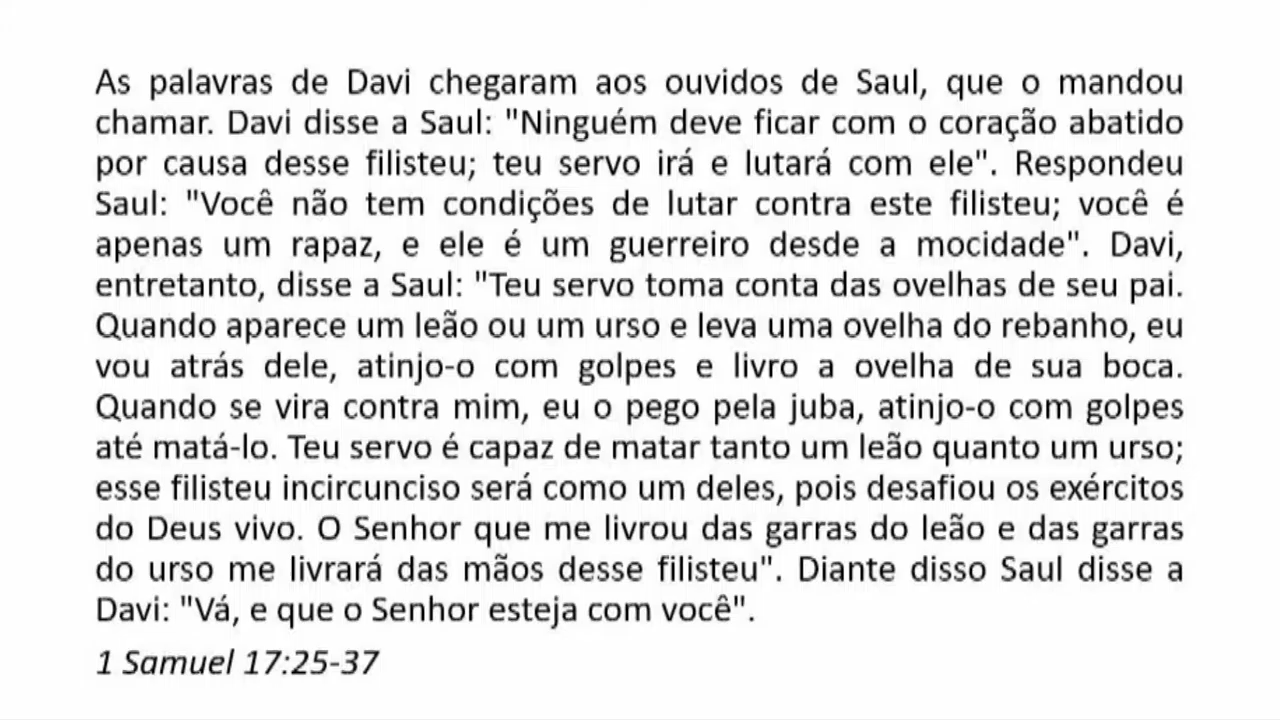 As palavras de Davi chegaram aos ouvidos de Saul, que o mandou
chamar. Davi disse a Saul: "Ninguém deve ficar com o coração abatido
por causa desse filisteu; teu servo irá e lutará com ele". Respondeu
Saul: "Você não tem condições de lutar contra este filisteu; você é
apenas um rapaz, e ele é um guerreiro desde a mocidade". Davi,
entretanto, disse a Saul: "Teu servo toma conta das ovelhas de seu pai.
Quando aparece um leão ou um urso e leva uma ovelha do rebanho, eu
vou atrás dele, atinjo-o com golpes e livro a ovelha de sua boca.
Quando se vira contra mim, eu o pego pela juba, atinjo-o com golpes
até matá-lo. Teu servo é capaz de matar tanto um leão quanto um urso;
esse filisteu incircunciso será como um deles, pois desafiou os exércitos
do Deus vivo. O Senhor que me livrou das garras do leão e das garras
do urso me livrará das mãos desse filisteu". Diante disso Saul disse a
Davi: "Vá, e que o Senhor esteja com você".
1 Samuel 17:25-37